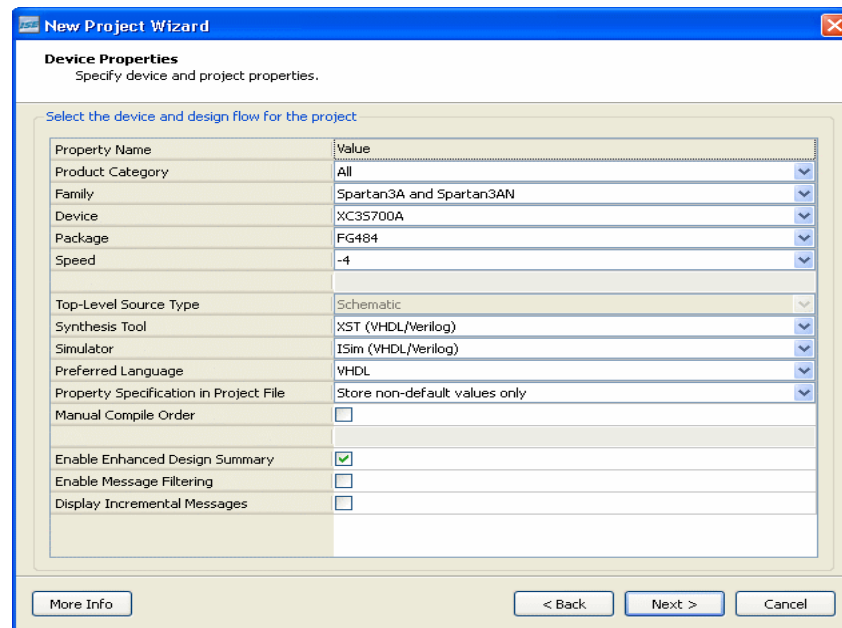 ISE New Project Wizard
Device Properties
Specify device and project properties.
Select the device and design flow for the project
Property Name Value
Product Category All
Family Spartan3A and Spartan3AN
Device XC3S700A
Package FG484
Speed -4
Top-Level Source Type Schematic
Synthesis Tool XST (VHDL/Verilog)
Simulator ISim (VHDL/Verilog)
Preferred Language VHDL
Property Specification in Project File Store non-default values only
Manual Compile Order
Enable Enhanced Design Summary
Enable Message Filtering
Display Incremental Messages
More Info < Back Next > Cancel